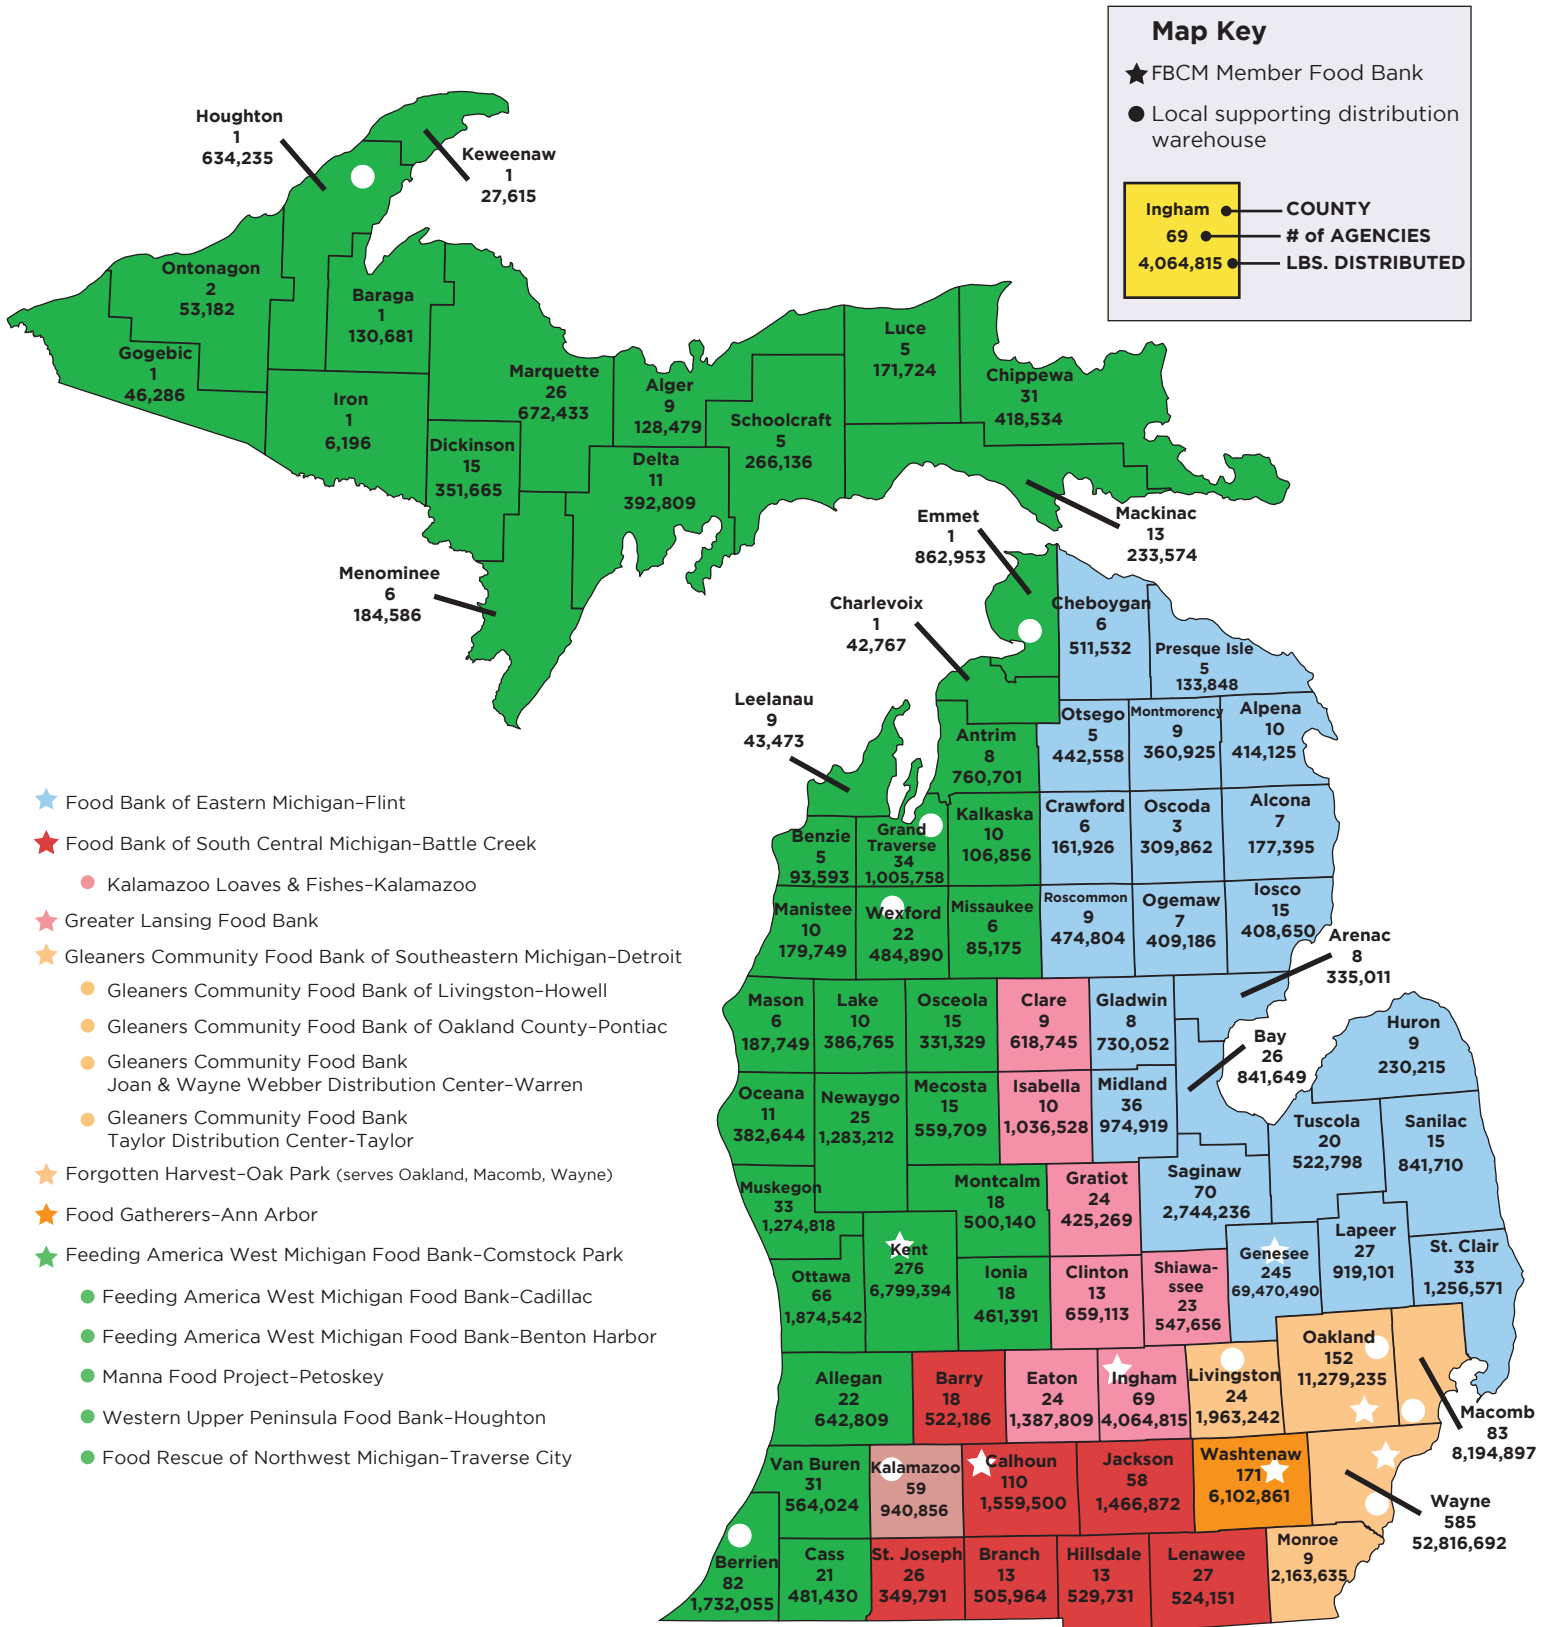 Map Key
FBCM Member Food Bank
Local supporting distribution
warehouse
Ingham
COUNTY
69
# of AGENCIES
4,064,815
LBS. DISTRIBUTED
Houghton
1
634,235
Keweenaw
1
27,615
Ontonagon
2
53,182
Baraga
1
130,681
Gogebic
1
46,286
Iron
1
6,196
Marquette
26
672,433
Dickinson
15
351,665
Alger
9
128,479
Delta
11
392,809
Schoolcraft
5
266,136
Luce
5
171,724
Chippewa
31
418,534
Mackinac
13
233,574
Menominee
6
184,586
Emmet
1
862,953
Charlevoix
1
42,767
Cheboygan
6
511,532
Presque Isle
5
133,848
Leelanau
9
43,473
Antrim
8
760,701
Otsego
5
442,558
Montmorency
9
360,925
Alpena
10
414,125
Benzie
5
93,593
Grand
Traverse
34
1,005,758
Kalkaska
10
106,856
Crawford
6
161,926
Oscoda
3
309,862
Alcona
7
177,395
Manistee
10
179,749
Wexford
22
484,890
Missaukee
6
85,175
Roscommon
9
474,804
Ogemaw
7
409,186
Iosco
15
408,650
Arenac
8
335,011
Mason
6
187,749
Lake
10
386,765
Osceola
15
331,329
Clare
9
618,745
Gladwin
8
730,052
Bay
26
841,649
Huron
9
230,215
Oceana
11
382,644
Newaygo
25
1,283,212
Mecosta
15
559,709
Isabella
10
1,036,528
Midland
36
974,919
Tuscola
20
522,798
Sanilac
15
841,710
Muskegon
33
1,274,818
Montcalm
18
500,140
Gratiot
24
425,269
Saginaw
70
2,744,236
Kent
276
6,799,394
Ottawa
66
1,874,542
Ionia
18
461,391
Clinton
13
659,113
Shiawa-
ssee
23
547,656
Genesee
245
69,470,490
Lapeer
27
919,101
St. Clair
33
1,256,571
Allegan
22
642,809
Barry
18
522,186
Eaton
24
1,387,809
Ingham
69
4,064,815
Livingston
24
1,963,242
Oakland
152
11,279,235
Macomb
83
8,194,897
Van Buren
31
564,024
Kalamazoo
59
940,856
Calhoun
110
1,559,500
Jackson
58
1,466,872
Washtenaw
171
6,102,861
Wayne
585
52,816,692
Berrien
82
1,732,055
Cass
21
481,430
St. Joseph
26
349,791
Branch
13
505,964
Hillsdale
13
529,731
Lenawee
27
524,151
Monroe
9
2,163,635
Food Bank of Eastern Michigan–Flint
Food Bank of South Central Michigan–Battle Creek
Kalamazoo Loaves & Fishes–Kalamazoo
Greater Lansing Food Bank
Gleaners Community Food Bank of Southeastern Michigan–Detroit
Gleaners Community Food Bank of Livingston–Howell
Gleaners Community Food Bank of Oakland County–Pontiac
Gleaners Community Food Bank
Joan & Wayne Webber Distribution Center–Warren
Gleaners Community Food Bank
Taylor Distribution Center-Taylor
Forgotten Harvest–Oak Park (serves Oakland, Macomb, Wayne)
Food Gatherers–Ann Arbor
Feeding America West Michigan Food Bank–Comstock Park
Feeding America West Michigan Food Bank–Cadillac
Feeding America West Michigan Food Bank–Benton Harbor
Manna Food Project–Petoskey
Western Upper Peninsula Food Bank–Houghton
Food Rescue of Northwest Michigan–Traverse City